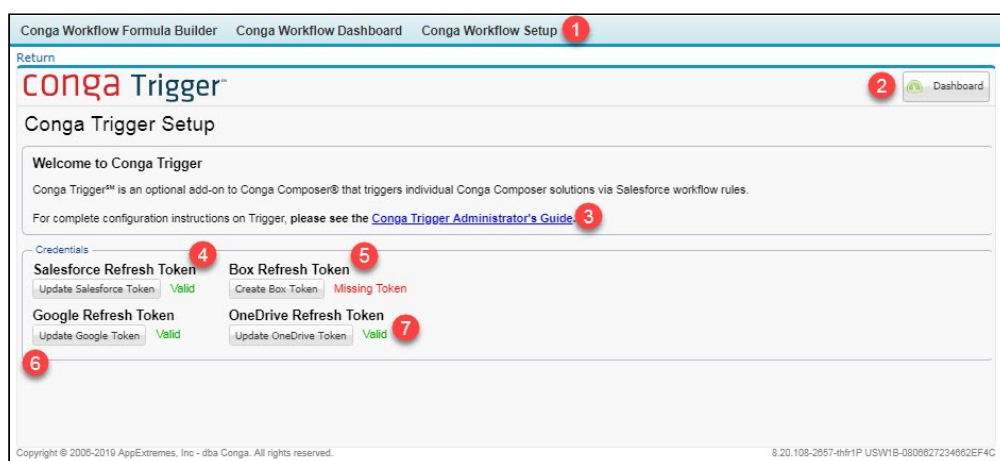 Conga Workflow Formula Builder Conga Workflow Dashboard Conga Workflow Setup 1
Return
conga Trigger℠
2 Dashboard
Conga Trigger Setup
Welcome to Conga Trigger
Conga Trigger℠ is an optional add-on to Conga Composer® that triggers individual Conga Composer solutions via Salesforce workflow rules.
For complete configuration instructions on Trigger, please see the Conga Trigger Administrator's Guide. 3
Credentials
Salesforce Refresh Token 4 Box Refresh Token 5
Update Salesforce Token Valid Create Box Token Missing Token
Google Refresh Token OneDrive Refresh Token
Update Google Token Valid Update OneDrive Token Valid 7
6
Copyright © 2006-2019 AppExtremes, Inc - dba Conga. All rights reserved. 8.20.108-2657-thfr1P USW1B-0806627234662EF4C